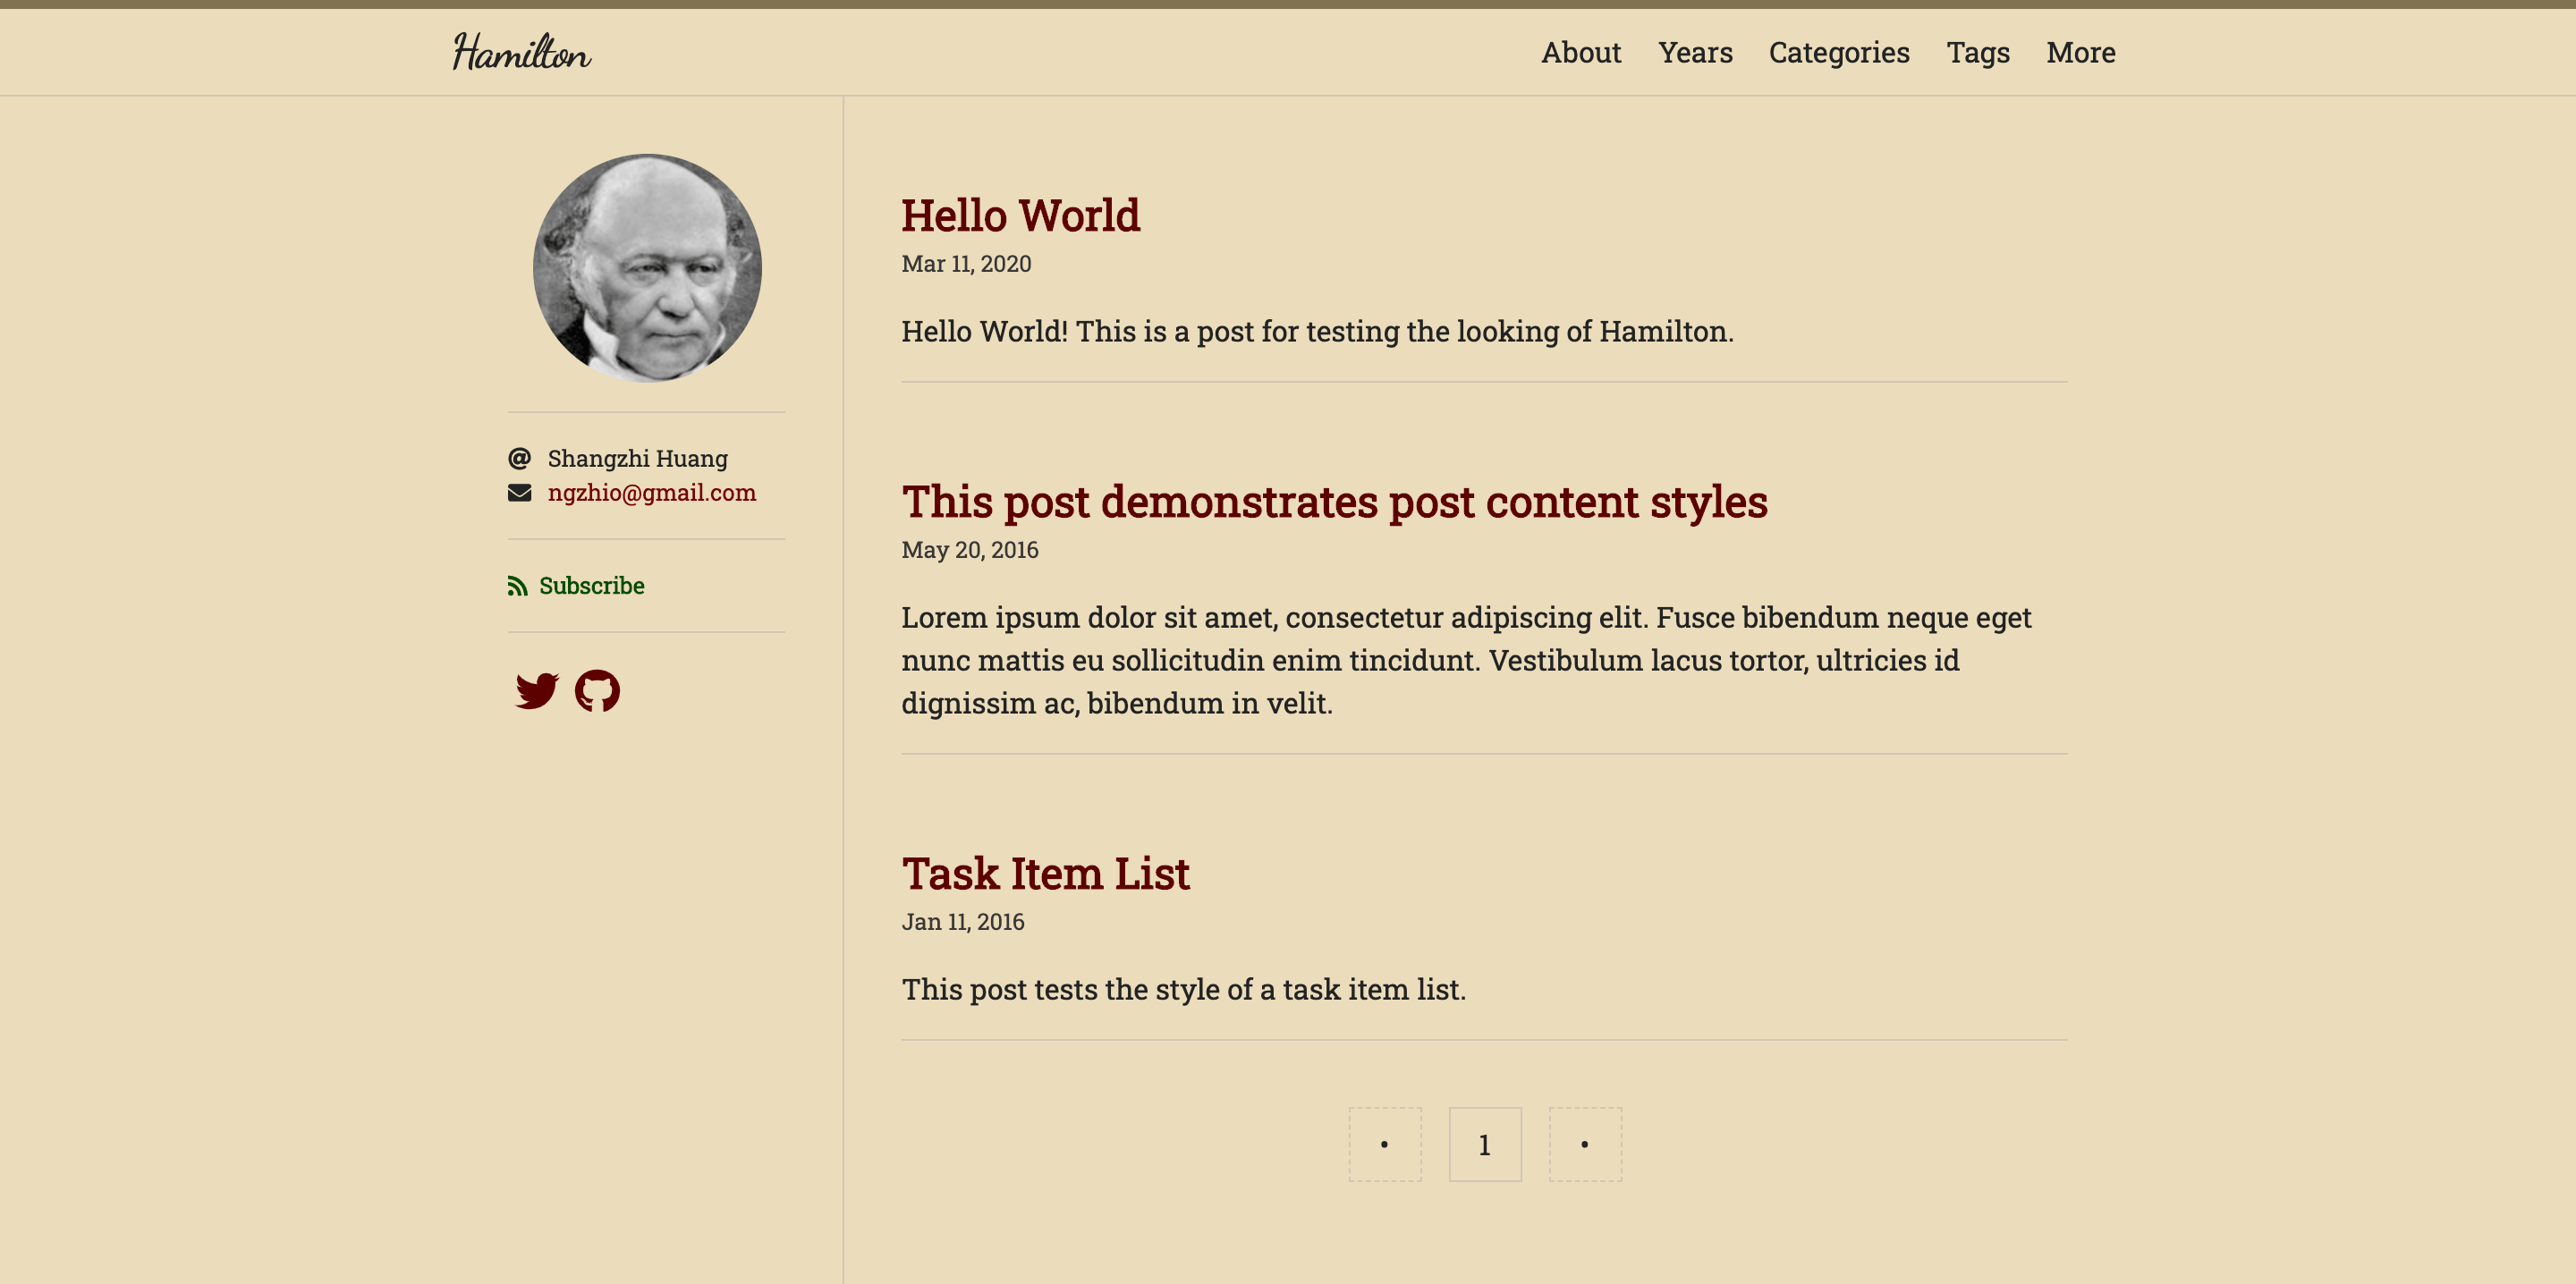 Hamilton
About Years Categories Tags More
Shangzhi Huang
ngzhio@gmail.com
Subscribe
Hello World
Mar 11, 2020
Hello World! This is a post for testing the looking of Hamilton.
This post demonstrates post content styles
May 20, 2016
Lorem ipsum dolor sit amet, consectetur adipiscing elit. Fusce bibendum neque eget
nunc mattis eu sollicitudin enim tincidunt. Vestibulum lacus tortor, ultricies id
dignissim ac, bibendum in velit.
Task Item List
Jan 11, 2016
This post tests the style of a task item list.
• 1 •